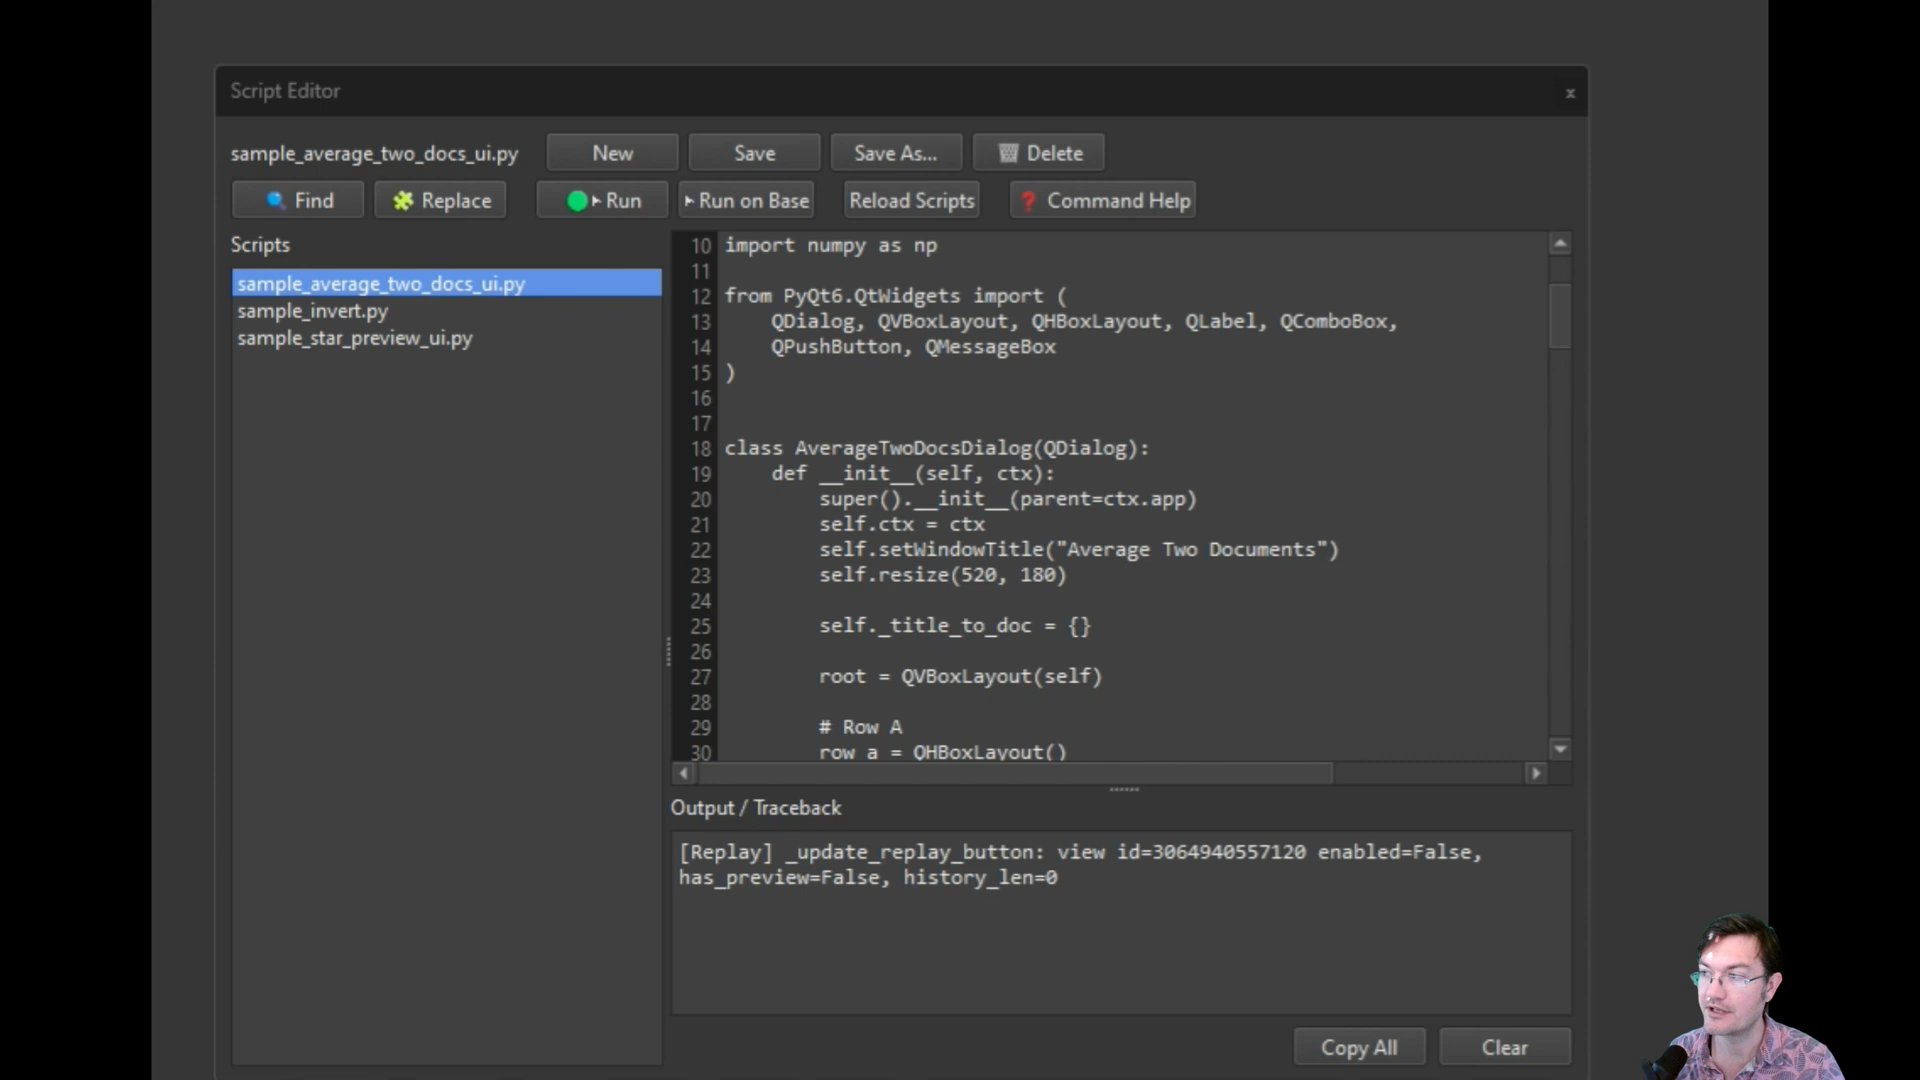 Script Editor
x
sample_average_two_docs_ui.py
New
Save
Save As...
Delete
Find
Replace
Run
Run on Base
Reload Scripts
Command Help
Scripts
sample_average_two_docs_ui.py
sample_invert.py
sample_star_preview_ui.py
10 import numpy as np
11
12 from PyQt6.QtWidgets import (
13     QDialog, QVBoxLayout, QHBoxLayout, QLabel, QComboBox,
14     QPushButton, QMessageBox
15 )
16
17
18 class AverageTwoDocsDialog(QDialog):
19     def __init__(self, ctx):
20         super().__init__(parent=ctx.app)
21         self.ctx = ctx
22         self.setWindowTitle("Average Two Documents")
23         self.resize(520, 180)
24
25         self._title_to_doc = {}
26
27         root = QVBoxLayout(self)
28
29         # Row A
30         row_a = QHBoxLayout()
Output / Traceback
[Replay] _update_replay_button: view id=3064940557120 enabled=False,
has_preview=False, history_len=0
Copy All
Clear